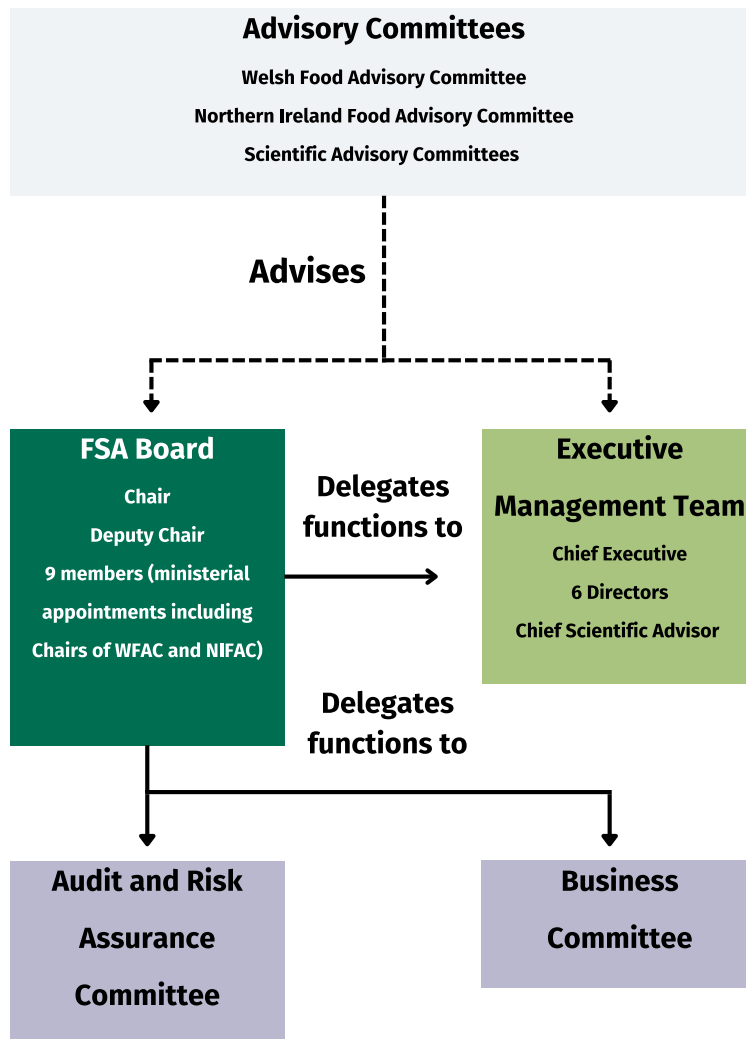 Advisory Committees
Welsh Food Advisory Committee
Northern Ireland Food Advisory Committee
Scientific Advisory Committees
Advises
FSA Board
Chair
Deputy Chair
9 members (ministerial
appointments including
Chairs of WFAC and NIFAC)
Delegates
functions to
Executive
Management Team
Chief Executive
6 Directors
Chief Scientific Advisor
Delegates
functions to
Audit and Risk
Assurance
Committee
Business
Committee